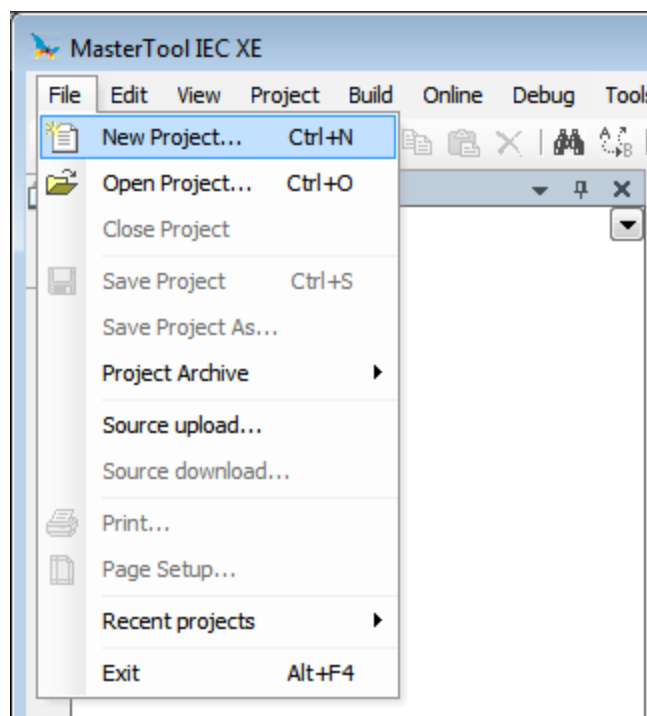 MasterTool IEC XE
File Edit View Project Build Online Debug Tools
New Project... Ctrl+N
Open Project... Ctrl+O
Close Project
Save Project Ctrl+S
Save Project As...
Project Archive
Source upload...
Source download...
Print...
Page Setup...
Recent projects
Exit Alt+F4